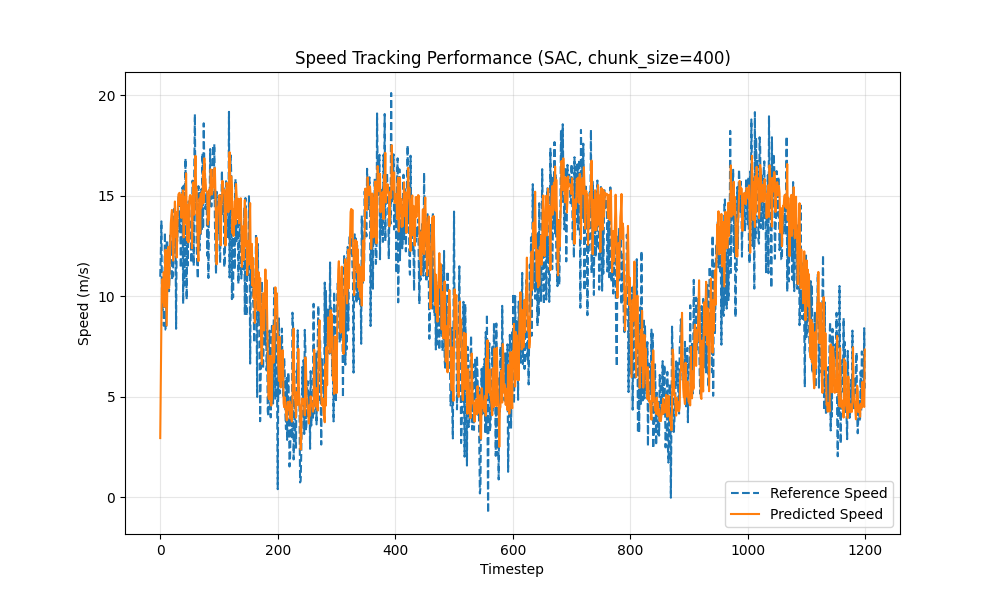 Speed Tracking Performance (SAC, chunk_size=400)
Speed (m/s)
20
15
10
5
0
0 200 400 600 800 1000 1200
Timestep
Reference Speed
Predicted Speed